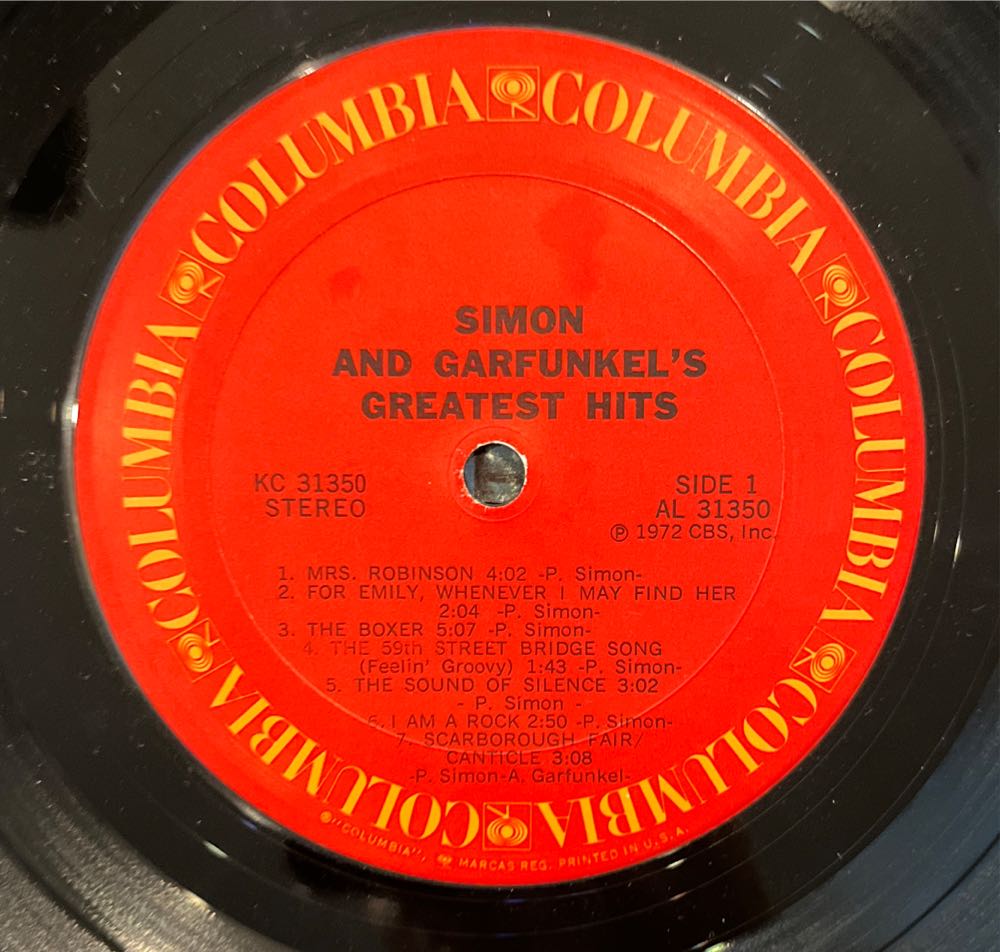 COLUMBIA COLUMBIA COLUMBIA COLUMBIA COLUMBIA COLUMBIA
SIMON
AND GARFUNKEL'S
GREATEST HITS
KC 31350
STEREO
SIDE 1
AL 31350
Ⓟ 1972 CBS, Inc.
1. MRS. ROBINSON 4:02 -P. Simon-
2. FOR EMILY, WHENEVER I MAY FIND HER
2:04 -P. Simon-
3. THE BOXER 5:07 -P. Simon-
4. THE 59th STREET BRIDGE SONG
(Feelin' Groovy) 1:43 -P. Simon-
5. THE SOUND OF SILENCE 3:02
- P. Simon -
6. I AM A ROCK 2:50 -P. Simon-
7. SCARBOROUGH FAIR/
CANTICLE 3:08
-P. Simon-A. Garfunkel-
® "COLUMBIA", MARCAS REG. PRINTED IN U.S.A.